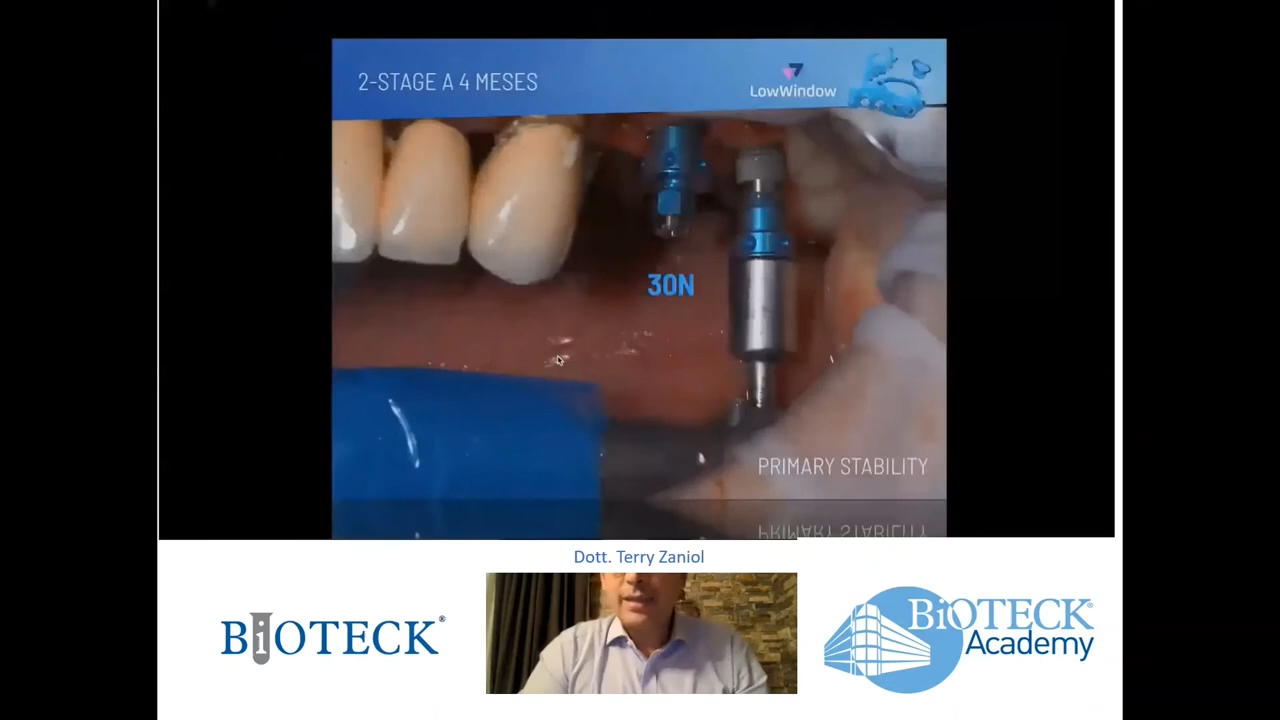 2-STAGE A 4 MESES
LowWindow
30N
PRIMARY STABILITY
PRIMARY STABILITY
Dott. Terry Zaniol
BiOTECK®
BiOTECK®
Academy